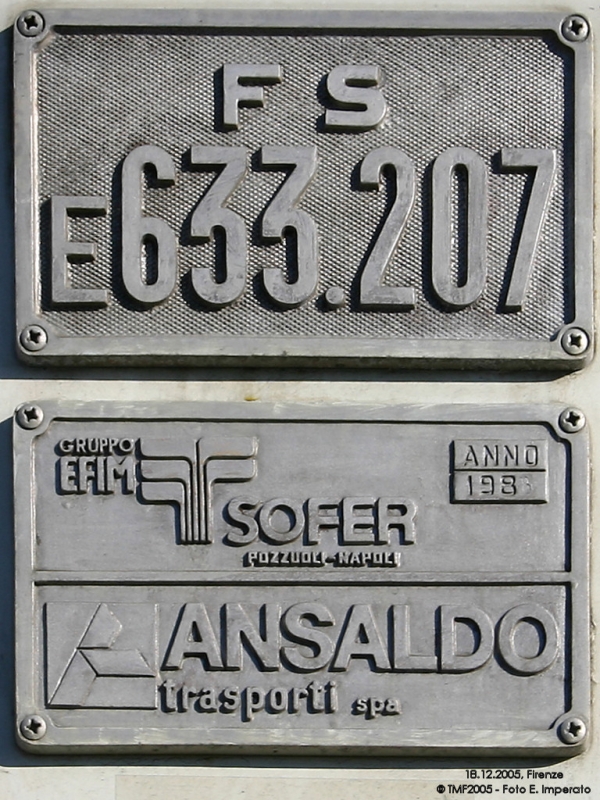 FS
E633.207
GRUPPO
EFIM
SOFER
POZZUOLI-NAPOLI
ANNO
ANSALDO
trasporti spa
18.12.2005, Firenze
© TMF2005 - Foto E. Imperato